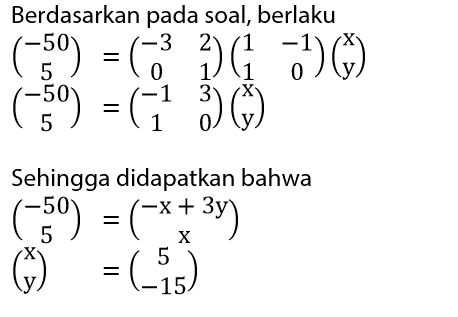 Berdasarkan pada soal, berlaku
(−50 5) = (−3 2 0 1)(1 −1 1 0)(x y)
(−50 5) = (−1 3 1 0)(x y)
Sehingga didapatkan bahwa
(−50 5) = (−x + 3y x)
(x y) = (5 −15)